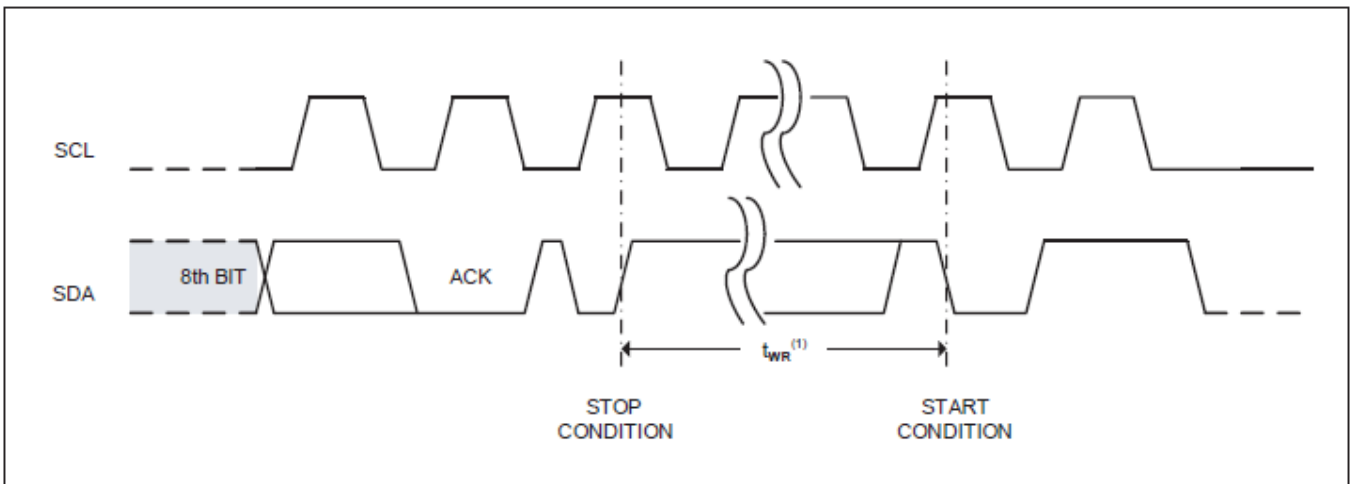 SCL
8th BIT
ACK
SDA
tWR(1)
STOP
CONDITION
START
CONDITION